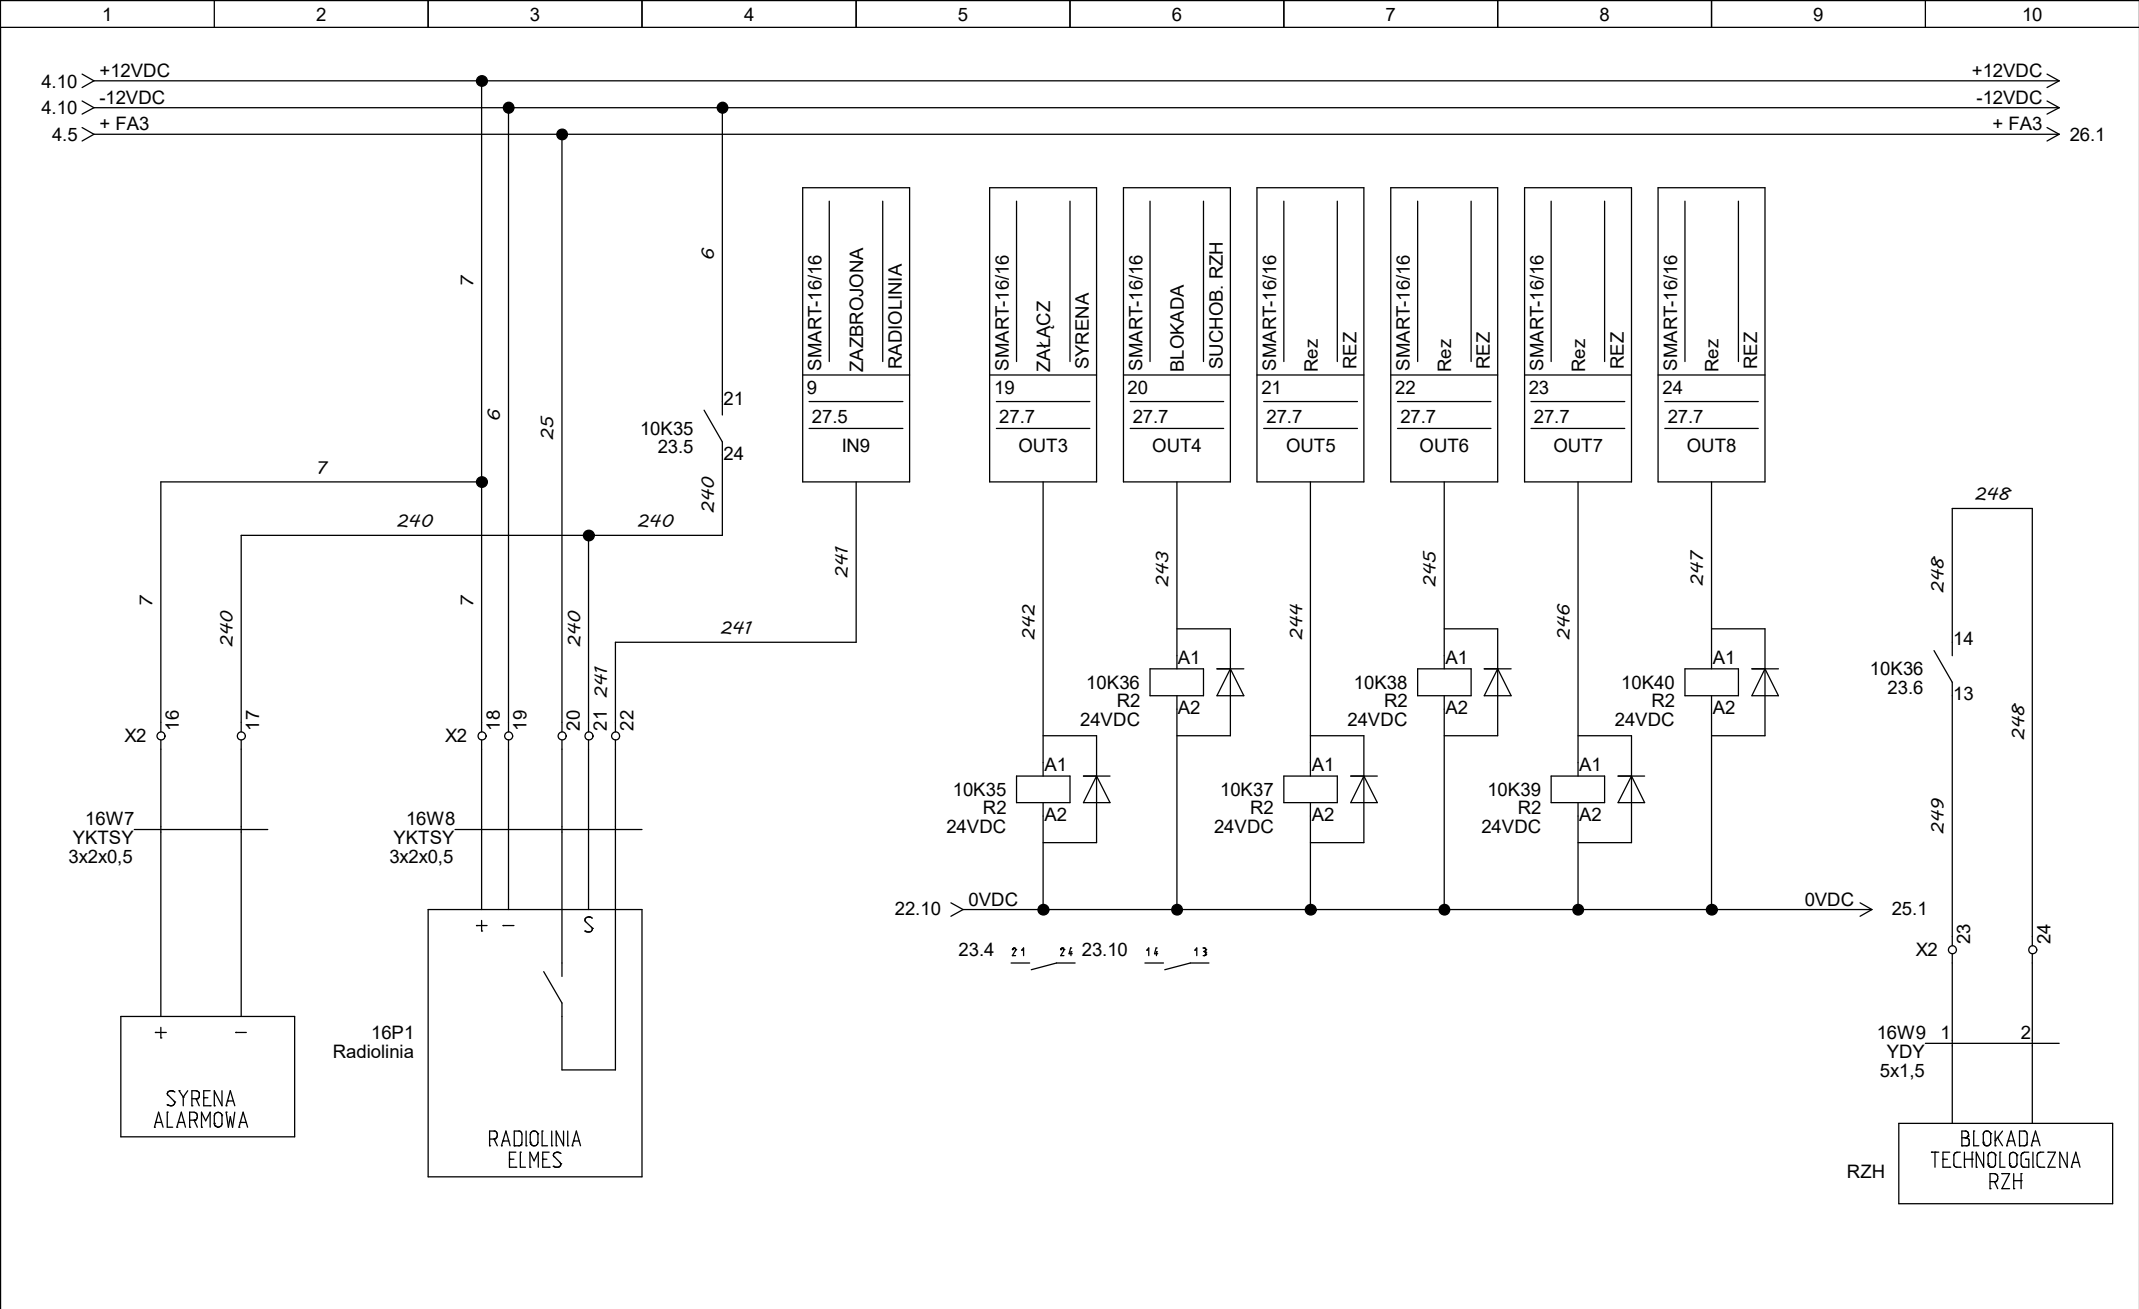 1 2 3 4 5 6 7 8 9 10
4.10 +12VDC +12VDC
4.10 -12VDC -12VDC
4.5 + FA3 + FA3 26.1
7
6
25
6
SMART-16/16
ZAZBROJONA
RADIOLINIA
9
27.5
IN9
SMART-16/16
ZAŁĄCZ
SYRENA
19
27.7
OUT3
SMART-16/16
BLOKADA
SUCHOB. RZH
20
27.7
OUT4
SMART-16/16
Rez
REZ
21
27.7
OUT5
SMART-16/16
Rez
REZ
22
27.7
OUT6
SMART-16/16
Rez
REZ
23
27.7
OUT7
SMART-16/16
Rez
REZ
24
27.7
OUT8
21
10K35
23.5
24
240
7
240 240
7
240
7
240
241
241
241
242
243
244
245
246
247
248
248
248
14
10K36
23.6
13
249
X2 16 17
X2 18 19 20 21 22
16W7
YKTSY
3x2x0,5
16W8
YKTSY
3x2x0,5
A1
10K35
R2
24VDC
A2
A1
10K36
R2
24VDC
A2
A1
10K37
R2
24VDC
A2
A1
10K38
R2
24VDC
A2
A1
10K39
R2
24VDC
A2
A1
10K40
R2
24VDC
A2
22.10 0VDC 0VDC 25.1
23.4 21 24 23.10 14 13
X2 23 24
+ − S
16P1
Radiolinia
RADIOLINIA
ELMES
+ −
SYRENA
ALARMOWA
16W9 1 2
YDY
5x1,5
RZH
BLOKADA
TECHNOLOGICZNA
RZH